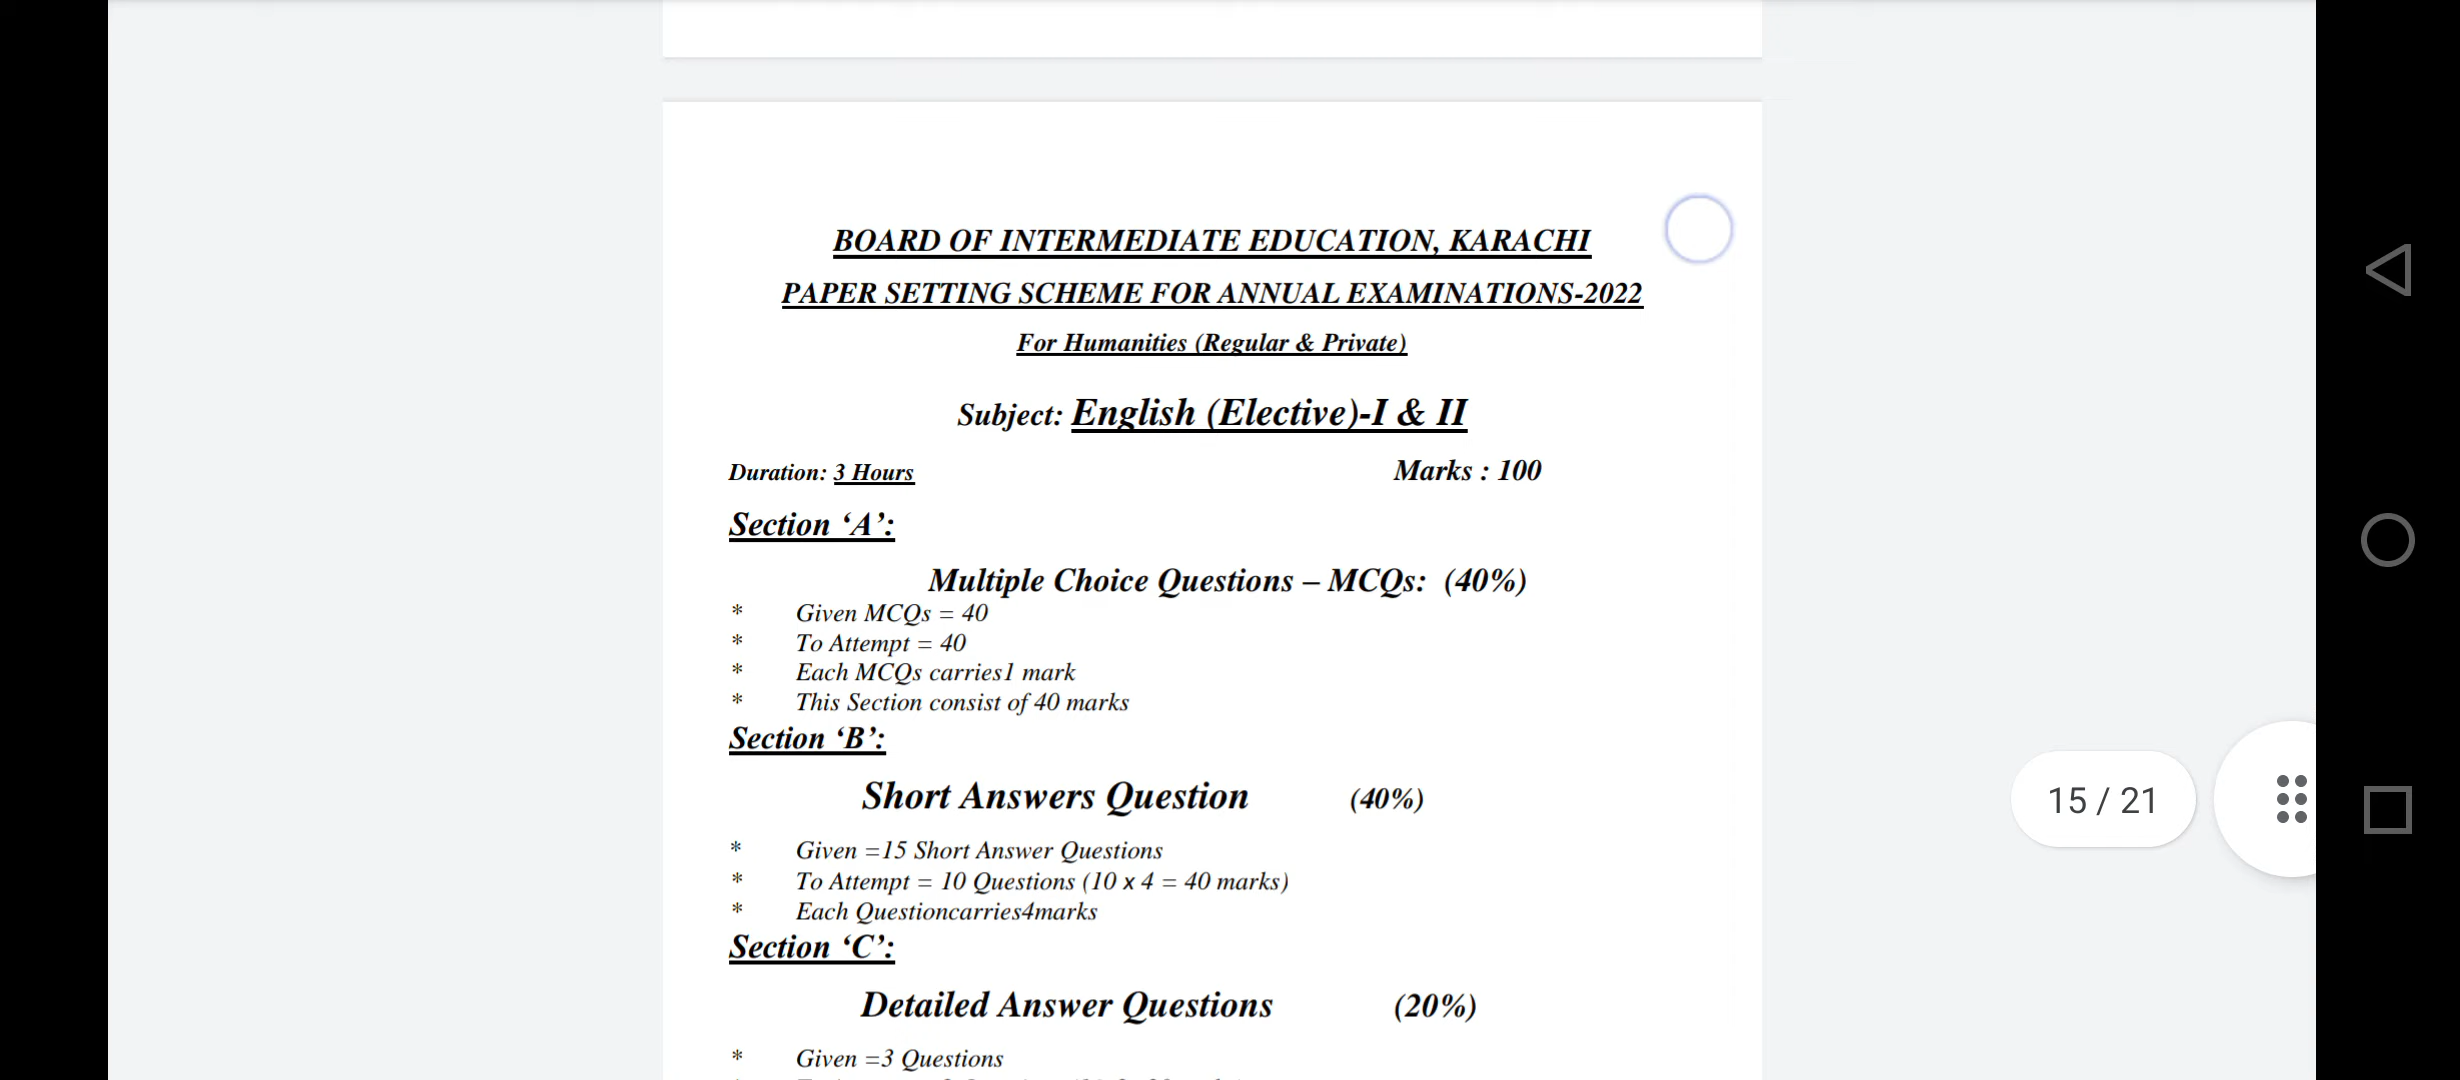 BOARD OF INTERMEDIATE EDUCATION, KARACHI
PAPER SETTING SCHEME FOR ANNUAL EXAMINATIONS-2022
For Humanities (Regular & Private)
Subject: English (Elective)-I & II
Duration: 3 Hours Marks : 100
Section ‘A’:
Multiple Choice Questions – MCQs: (40%)
* Given MCQs = 40
* To Attempt = 40
* Each MCQs carries1 mark
* This Section consist of 40 marks
Section ‘B’:
Short Answers Question (40%)
* Given =15 Short Answer Questions
* To Attempt = 10 Questions (10 x 4 = 40 marks)
* Each Questioncarries4marks
Section ‘C’:
Detailed Answer Questions (20%)
* Given =3 Questions
15 / 21